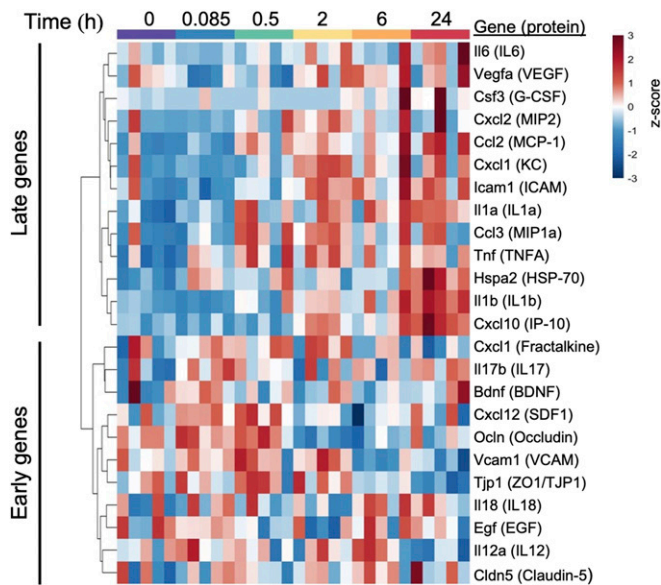 Time (h)
0 0.085 0.5 2 6 24
Gene (protein)
Il6 (IL6)
Vegfa (VEGF)
Csf3 (G-CSF)
Cxcl2 (MIP2)
Ccl2 (MCP-1)
Cxcl1 (KC)
Icam1 (ICAM)
Il1a (IL1a)
Ccl3 (MIP1a)
Tnf (TNFA)
Hspa2 (HSP-70)
Il1b (IL1b)
Cxcl10 (IP-10)
Cxcl1 (Fractalkine)
Il17b (IL17)
Bdnf (BDNF)
Cxcl12 (SDF1)
Ocln (Occludin)
Vcam1 (VCAM)
Tjp1 (ZO1/TJP1)
Il18 (IL18)
Egf (EGF)
Il12a (IL12)
Cldn5 (Claudin-5)
Late genes
Early genes
3
2
1
0
-1
-2
-3
z-score